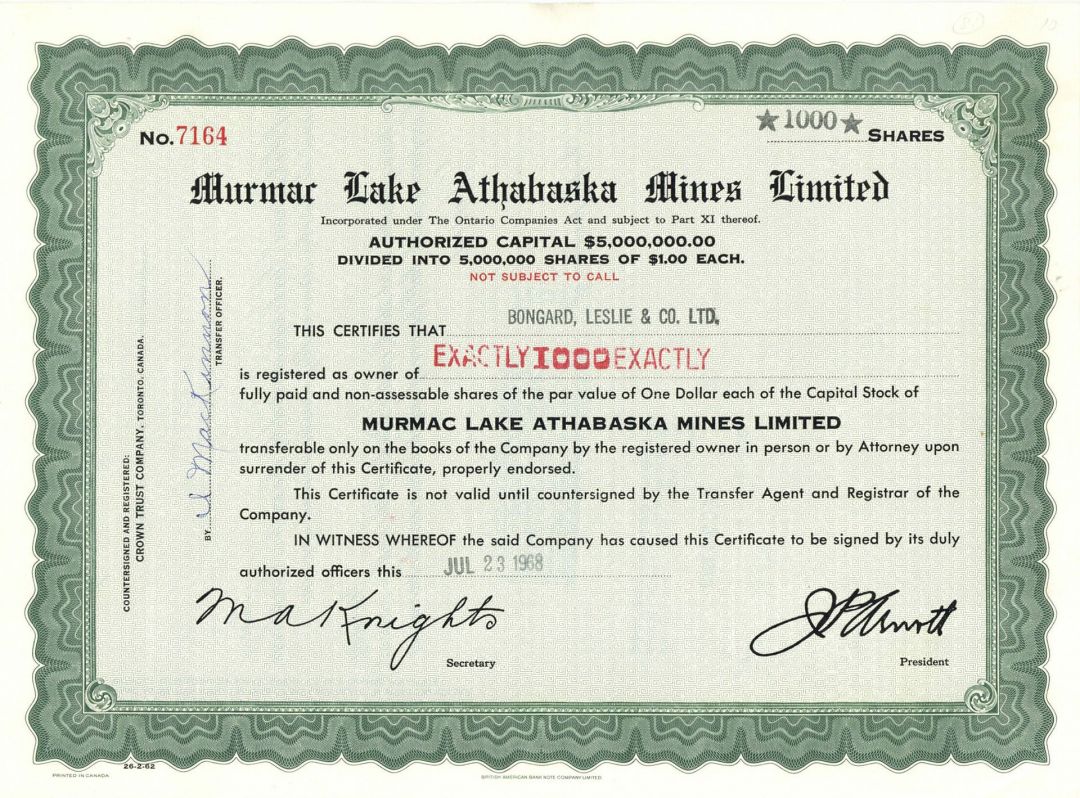 No. 7164
★ 1000 ★ SHARES
Murmac Lake Athabaska Mines Limited
Incorporated under The Ontario Companies Act and subject to Part XI thereof.
AUTHORIZED CAPITAL $5,000,000.00
DIVIDED INTO 5,000,000 SHARES OF $1.00 EACH.
NOT SUBJECT TO CALL
THIS CERTIFIES THAT BONGARD, LESLIE & CO. LTD.
is registered as owner of EXACTLY 1000 EXACTLY
fully paid and non-assessable shares of the par value of One Dollar each of the Capital Stock of
MURMAC LAKE ATHABASKA MINES LIMITED
transferable only on the books of the Company by the registered owner in person or by Attorney upon
surrender of this Certificate, properly endorsed.
This Certificate is not valid until countersigned by the Transfer Agent and Registrar of the
Company.
IN WITNESS WHEREOF the said Company has caused this Certificate to be signed by its duly
authorized officers this JUL 23 1968
M A Knights
Secretary
President
COUNTERSIGNED AND REGISTERED:
CROWN TRUST COMPANY, TORONTO, CANADA.
BY
TRANSFER OFFICER.
26-2-62
PRINTED IN CANADA
BRITISH AMERICAN BANK NOTE COMPANY LIMITED